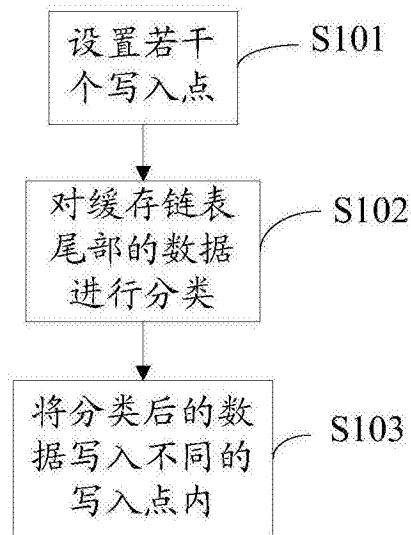 设置若干
个写入点
S101
对缓存链表
尾部的数据
进行分类
S102
将分类后的数
据写入不同的
写入点内
S103